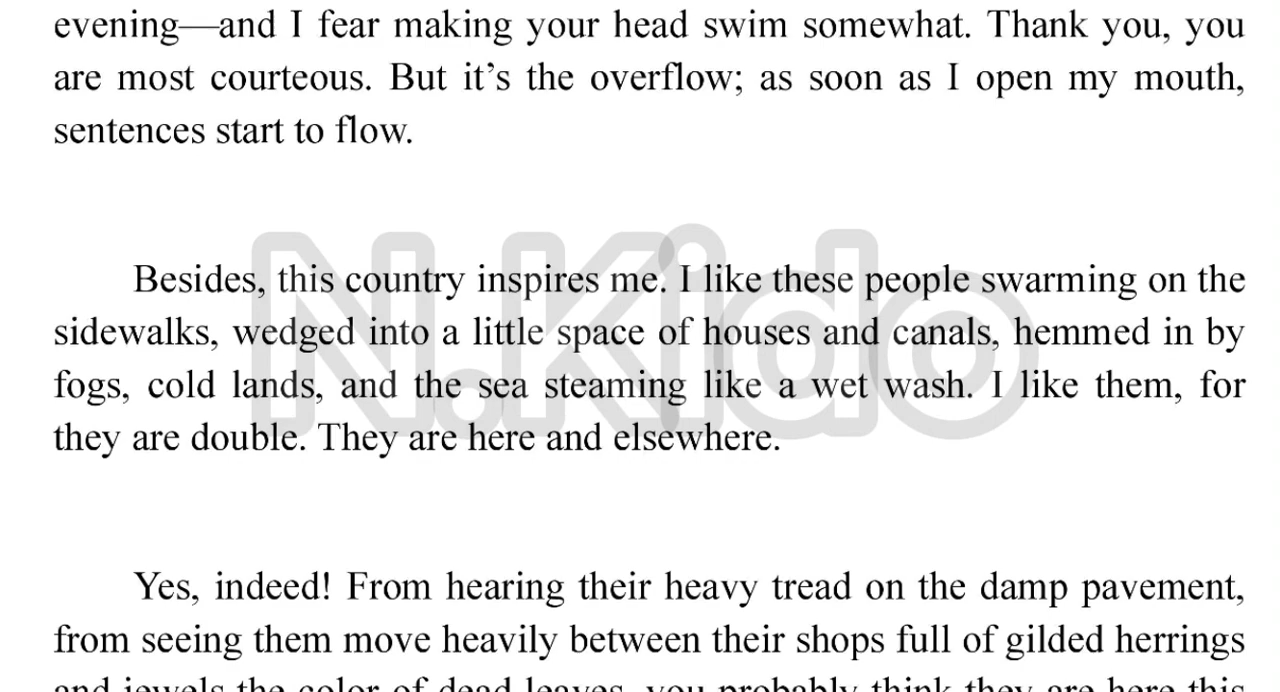 evening—and I fear making your head swim somewhat. Thank you, you
are most courteous. But it’s the overflow; as soon as I open my mouth,
sentences start to flow.
N.Kido
Besides, this country inspires me. I like these people swarming on the
sidewalks, wedged into a little space of houses and canals, hemmed in by
fogs, cold lands, and the sea steaming like a wet wash. I like them, for
they are double. They are here and elsewhere.
Yes, indeed! From hearing their heavy tread on the damp pavement,
from seeing them move heavily between their shops full of gilded herrings
and jewels the color of dead leaves, you probably think they are here this